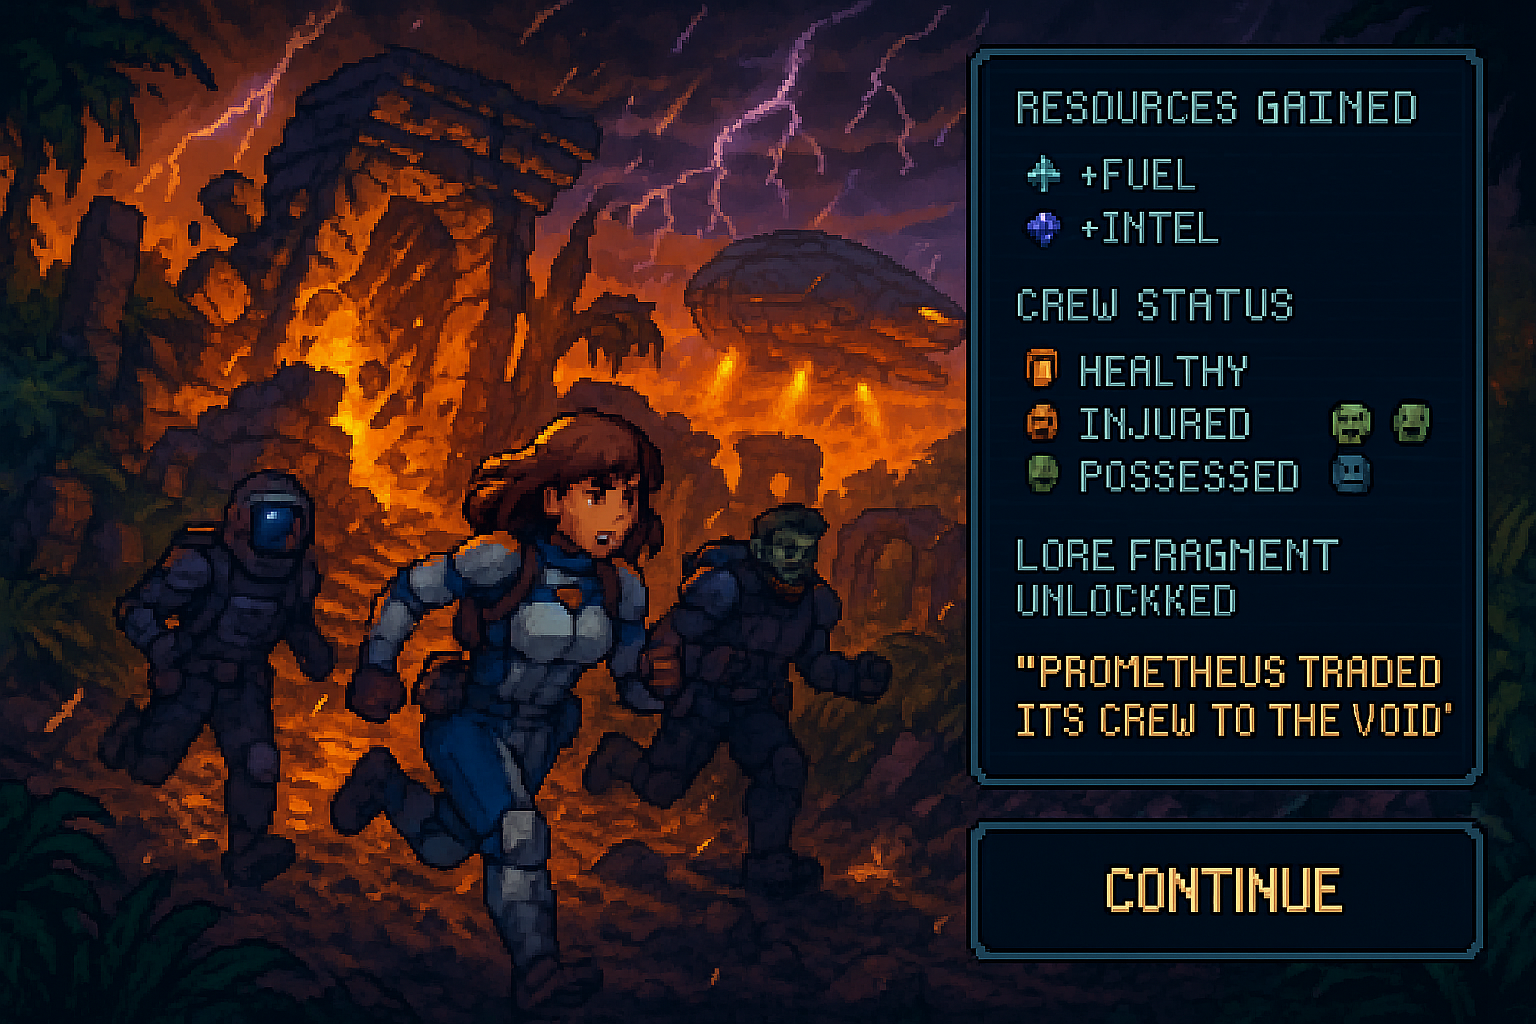 RESOURCES GAINED
+FUEL
+INTEL
CREW STATUS
HEALTHY
INJURED
POSSESSED
LORE FRAGMENT
UNLOCKKED
"PROMETHEUS TRADED
ITS CREW TO THE VOID'
CONTINUE